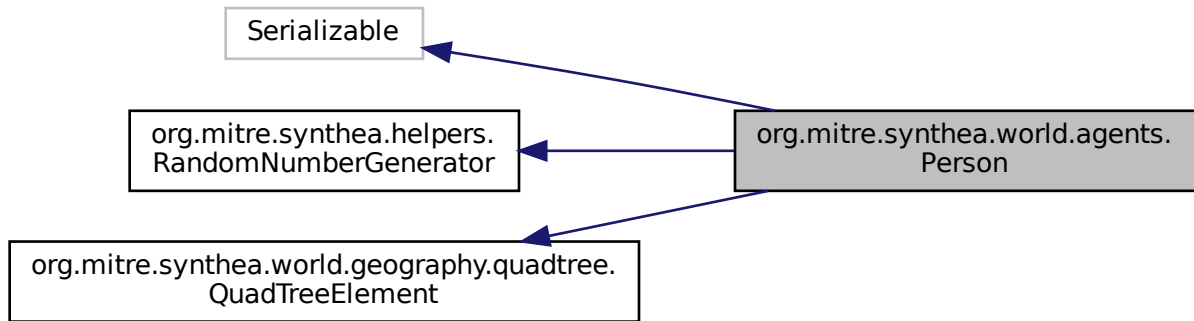 Serializable
org.mitre.synthea.helpers.
RandomNumberGenerator
org.mitre.synthea.world.agents.
Person
org.mitre.synthea.world.geography.quadtree.
QuadTreeElement